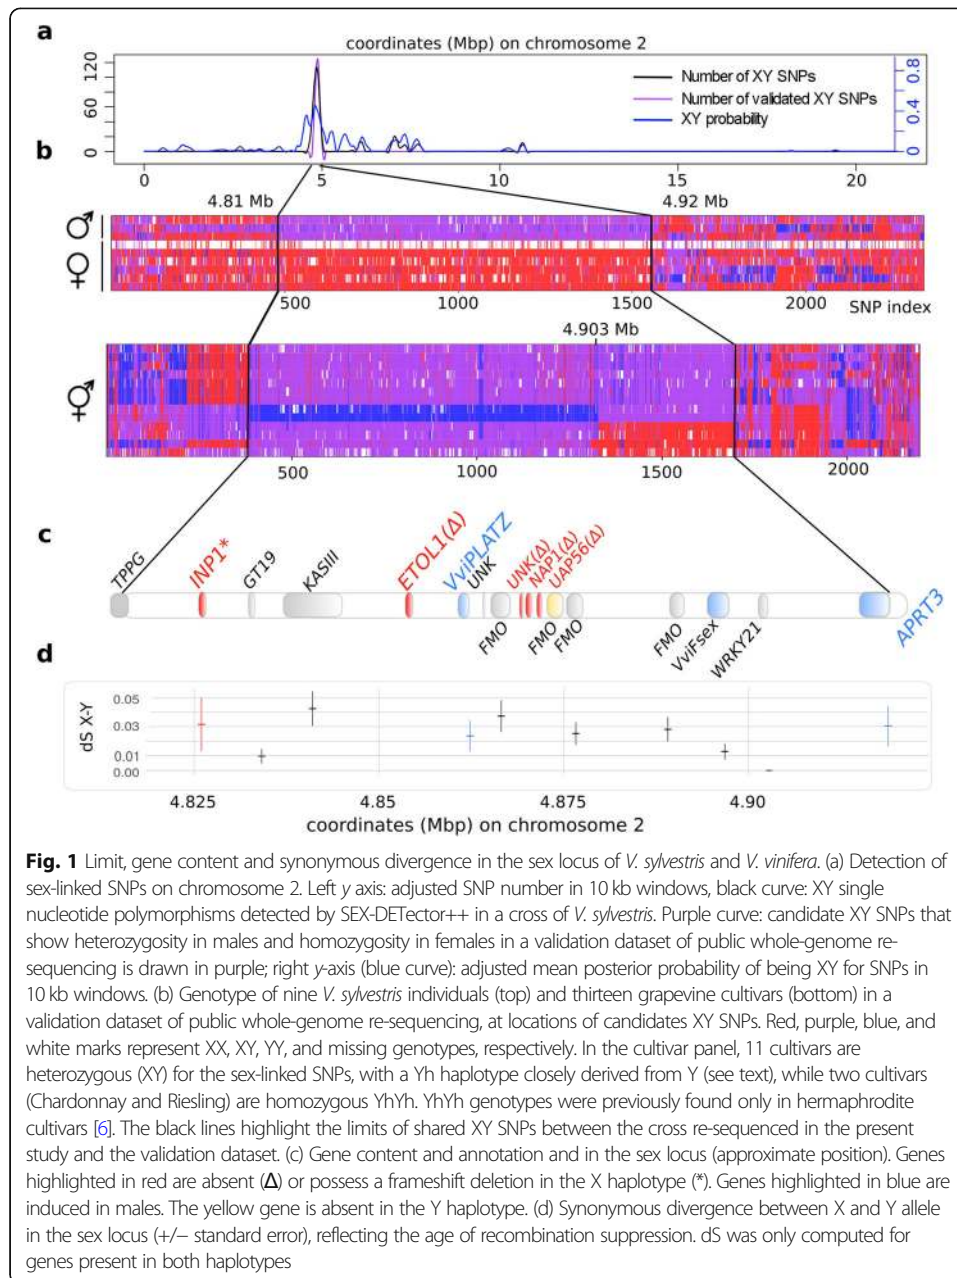 a
coordinates (Mbp) on chromosome 2
120
60
0
0.8
0.4
0
Number of XY SNPs
Number of validated XY SNPs
XY probability
0 5 10 15 20
b
4.81 Mb 4.92 Mb
♂
♀
500 1000 1500 2000 SNP index
4.903 Mb
⚥
500 1000 1500 2000
c
TPPG
INP1*
GT19
KASIII
ETOL1(Δ)
VviPLATZ
UNK
UNK(Δ)
NAP1(Δ)
UAP56(Δ)
FMO
FMO
FMO
FMO
VviFsex
WRKY21
APRT3
d
dS X-Y
0.05
0.03
0.01
0.00
4.825 4.85 4.875 4.90
coordinates (Mbp) on chromosome 2
Fig. 1 Limit, gene content and synonymous divergence in the sex locus of V. sylvestris and V. vinifera. (a) Detection of
sex-linked SNPs on chromosome 2. Left y axis: adjusted SNP number in 10 kb windows, black curve: XY single
nucleotide polymorphisms detected by SEX-DETector++ in a cross of V. sylvestris. Purple curve: candidate XY SNPs that
show heterozygosity in males and homozygosity in females in a validation dataset of public whole-genome re-
sequencing is drawn in purple; right y-axis (blue curve): adjusted mean posterior probability of being XY for SNPs in
10 kb windows. (b) Genotype of nine V. sylvestris individuals (top) and thirteen grapevine cultivars (bottom) in a
validation dataset of public whole-genome re-sequencing, at locations of candidates XY SNPs. Red, purple, blue, and
white marks represent XX, XY, YY, and missing genotypes, respectively. In the cultivar panel, 11 cultivars are
heterozygous (XY) for the sex-linked SNPs, with a Yh haplotype closely derived from Y (see text), while two cultivars
(Chardonnay and Riesling) are homozygous YhYh. YhYh genotypes were previously found only in hermaphrodite
cultivars [6]. The black lines highlight the limits of shared XY SNPs between the cross re-sequenced in the present
study and the validation dataset. (c) Gene content and annotation and in the sex locus (approximate position). Genes
highlighted in red are absent (Δ) or possess a frameshift deletion in the X haplotype (*). Genes highlighted in blue are
induced in males. The yellow gene is absent in the Y haplotype. (d) Synonymous divergence between X and Y allele
in the sex locus (+/− standard error), reflecting the age of recombination suppression. dS was only computed for
genes present in both haplotypes